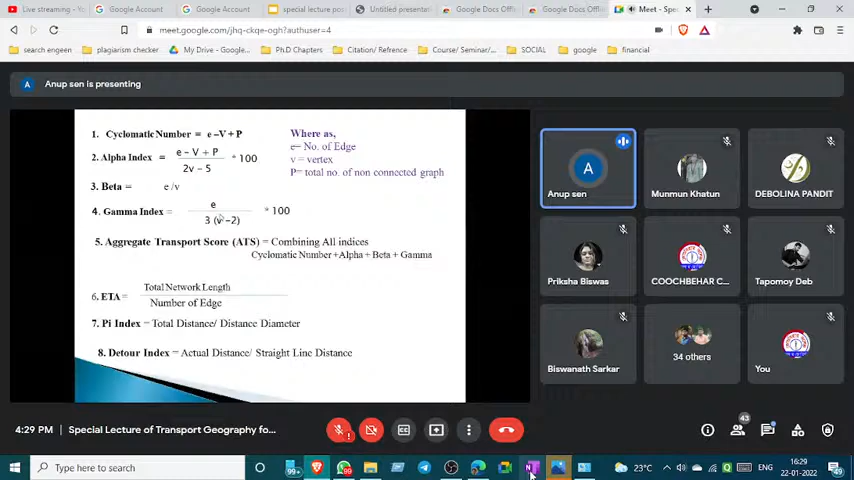 Live streaming - Yo
Google Account
Google Account
special lecture pos
Untitled presentat
Google Docs Offli
Google Docs Offli
Meet - Spec
meet.google.com/jhq-ckqe-ogh?authuser=4
search engeen
plagiarism checker
My Drive - Google...
Ph.D Chapters
Citation/ Refrence
Course/ Seminar/...
SOCIAL
google
financial
Anup sen is presenting
1. Cyclomatic Number = e –V + P
2. Alpha Index = e – V + P
2v – 5
* 100
3. Beta = e /v
4. Gamma Index = e
3 (v –2)
* 100
5. Aggregate Transport Score (ATS) = Combining All indices
Cyclomatic Number +Alpha + Beta + Gamma
6. ETA = Total Network Length
Number of Edge
7. Pi Index = Total Distance/ Distance Diameter
8. Detour Index = Actual Distance/ Straight Line Distance
Where as,
e= No. of Edge
v = vertex
P= total no. of non connected graph
A
Anup sen
Munmun Khatun
DEBOLINA PANDIT
Priksha Biswas
COOCHBEHAR C...
Tapomoy Deb
Biswanath Sarkar
34 others
You
4:29 PM | Special Lecture of Transport Geography fo...
43
Type here to search
99+
23°C
ENG
16:29
22-01-2022
49